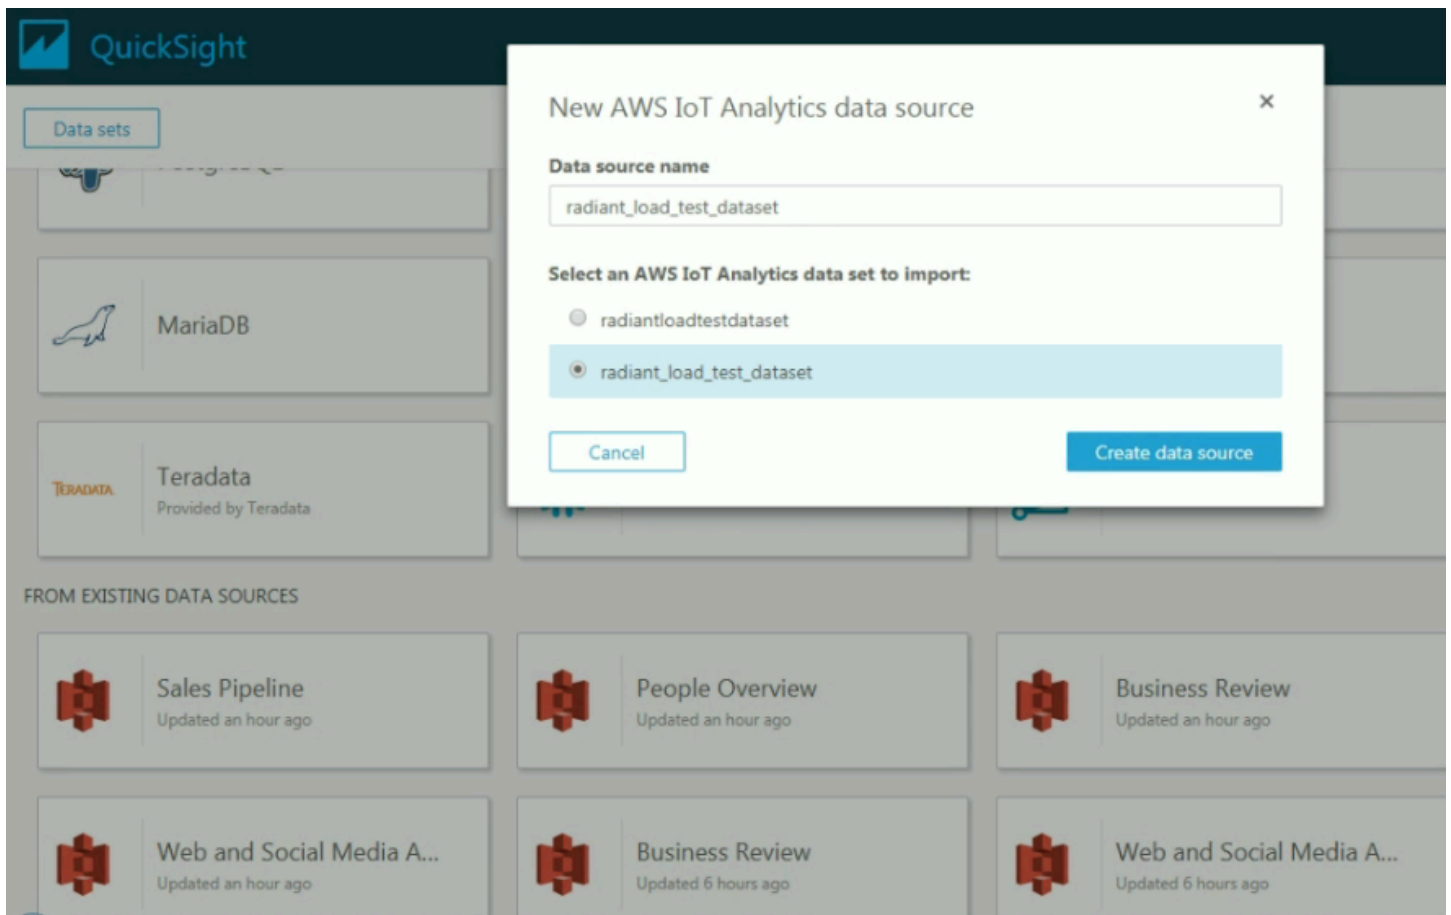 QuickSight
New AWS IoT Analytics data source
×
Data sets
Data source name
radiant_load_test_dataset
Select an AWS IoT Analytics data set to import:
radiantloadtestdataset
radiant_load_test_dataset
Cancel
Create data source
MariaDB
TERADATA.
Teradata
Provided by Teradata
FROM EXISTING DATA SOURCES
Sales Pipeline
Updated an hour ago
People Overview
Updated an hour ago
Business Review
Updated an hour ago
Web and Social Media A...
Updated an hour ago
Business Review
Updated 6 hours ago
Web and Social Media A...
Updated 6 hours ago